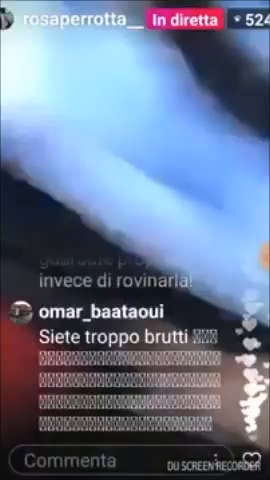 rosaperrotta__ In diretta 524
invece di rovinarla!
omar_baataoui
Siete troppo brutti
Commenta
DU SCREEN RECORDER